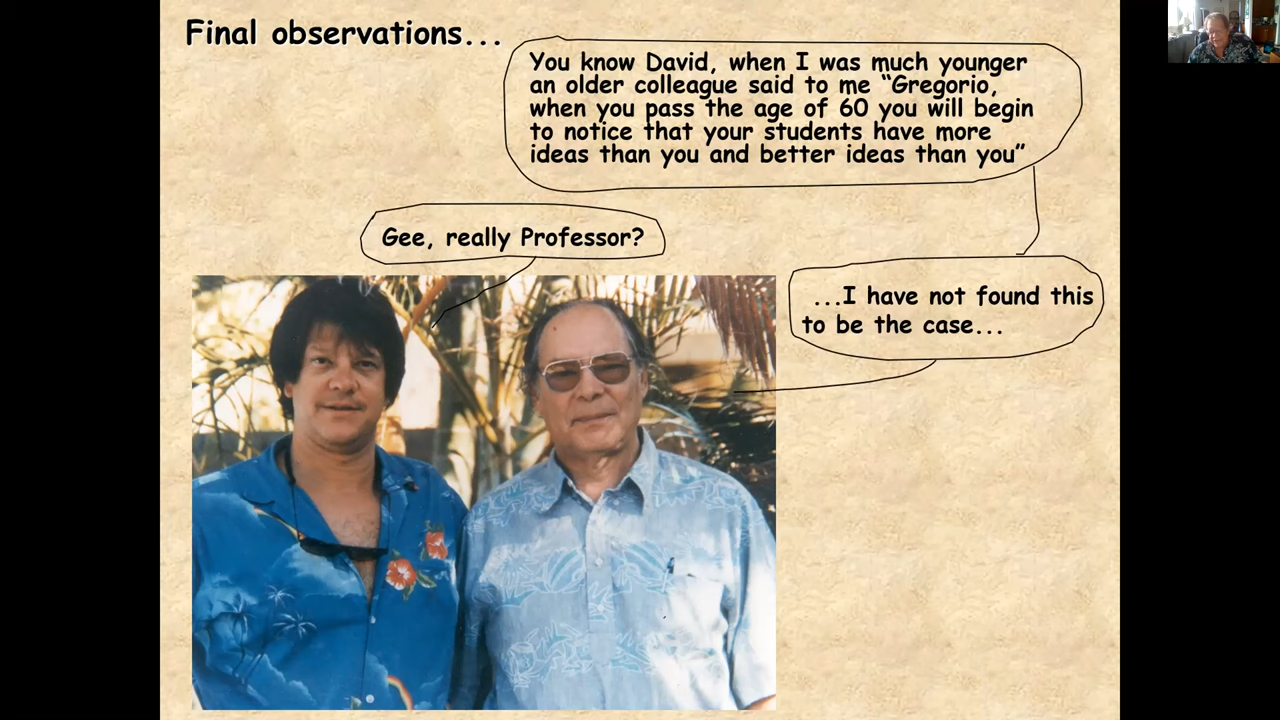 Final observations...
You know David, when I was much younger
an older colleague said to me “Gregorio,
when you pass the age of 60 you will begin
to notice that your students have more
ideas than you and better ideas than you”
Gee, really Professor?
...I have not found this
to be the case...